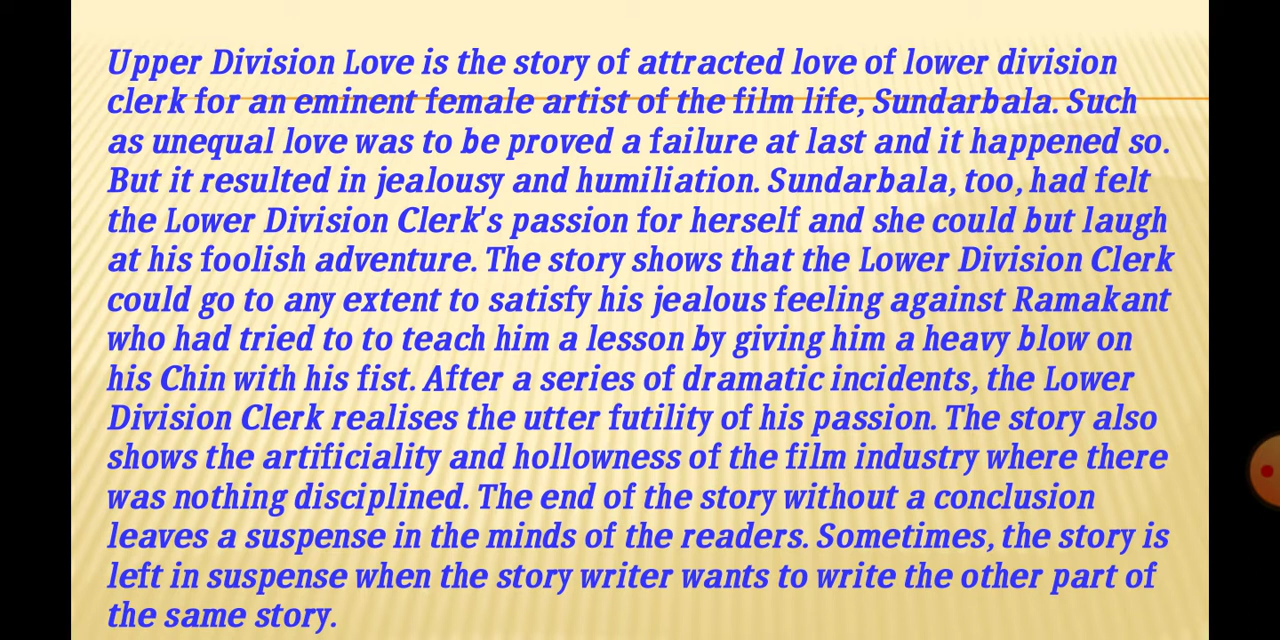 Upper Division Love is the story of attracted love of lower division
clerk for an eminent female artist of the film life, Sundarbala. Such
as unequal love was to be proved a failure at last and it happened so.
But it resulted in jealousy and humiliation. Sundarbala, too, had felt
the Lower Division Clerk's passion for herself and she could but laugh
at his foolish adventure. The story shows that the Lower Division Clerk
could go to any extent to satisfy his jealous feeling against Ramakant
who had tried to to teach him a lesson by giving him a heavy blow on
his Chin with his fist. After a series of dramatic incidents, the Lower
Division Clerk realises the utter futility of his passion. The story also
shows the artificiality and hollowness of the film industry where there
was nothing disciplined. The end of the story without a conclusion
leaves a suspense in the minds of the readers. Sometimes, the story is
left in suspense when the story writer wants to write the other part of
the same story.